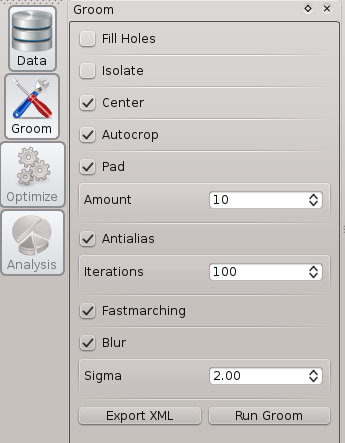 Groom
Data
Groom
Optimize
Analysis
Fill Holes
Isolate
Center
Autocrop
Pad
Amount 10
Antialias
Iterations 100
Fastmarching
Blur
Sigma 2.00
Export XML Run Groom